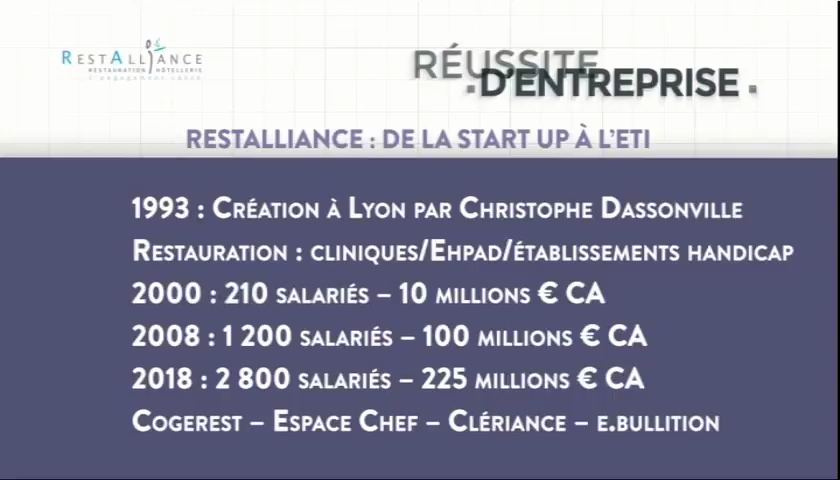 RESTALLIANCE
RESTAURATION HÔTELLERIE
L'engagement santé
RÉUSSITE
.D'ENTREPRISE.
RESTALLIANCE : DE LA START UP À L'ETI
1993 : CRÉATION À LYON PAR CHRISTOPHE DASSONVILLE
RESTAURATION : CLINIQUES/EHPAD/ÉTABLISSEMENTS HANDICAP
2000 : 210 SALARIÉS – 10 MILLIONS € CA
2008 : 1 200 SALARIÉS – 100 MILLIONS € CA
2018 : 2 800 SALARIÉS – 225 MILLIONS € CA
COGEREST – ESPACE CHEF – CLÉRIANCE – E.BULLITION